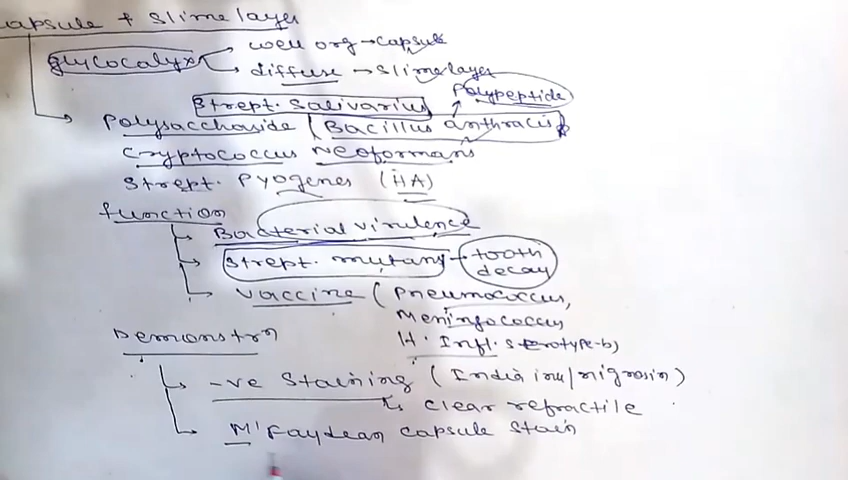 capsule + Slime layer
glycocalyx → well org → capsule
→ diffuse → slime layer
polypeptide
Strept. Salivarius
Polysaccharide (Bacillus anthracis)
Cryptococcus neoformans
Strept. Pyogenes (HA)
function
Bacterial virulence
Strept. mutans + tooth decay
vaccine (Pneumococcus,
Meningococcus
H. Infl. serotype-b)
Demonstrn
-ve Staining (India ink/nigrosin)
→ clear refractile
M'Faydean capsule Stain